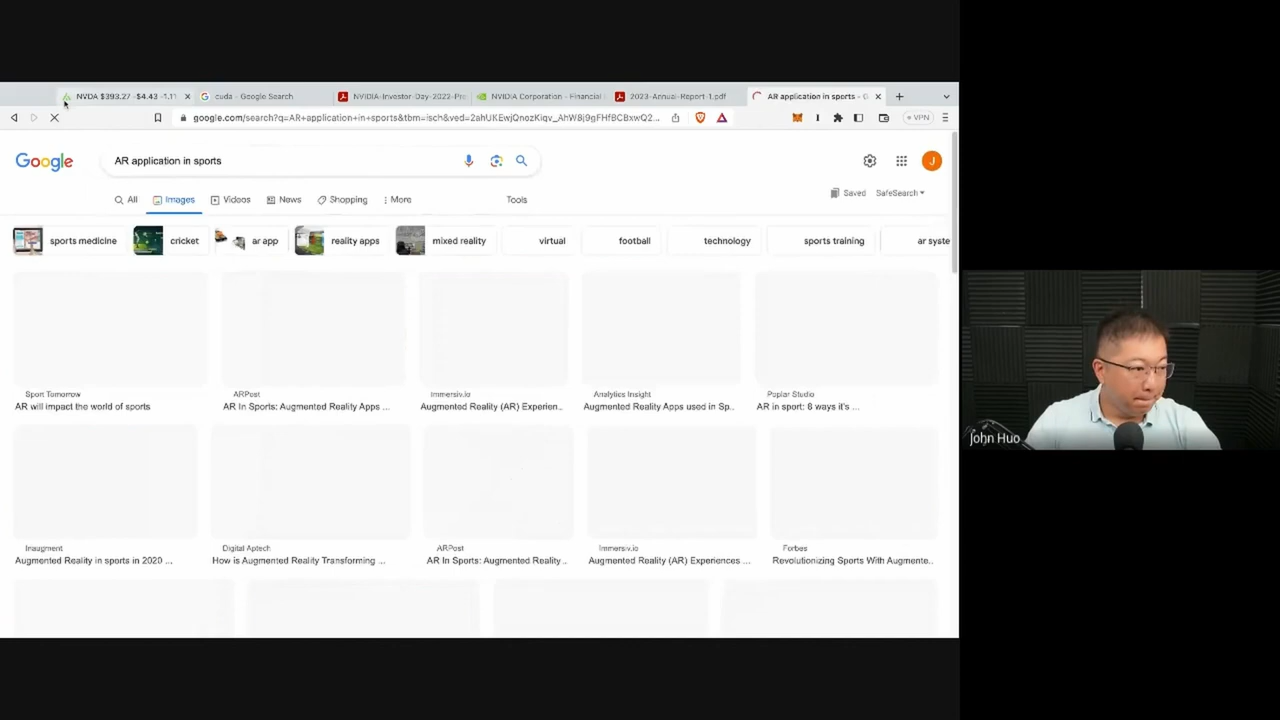 NVDA $393.27 -$4.43 -1.11
cuda - Google Search
NVIDIA-Investor-Day-2022-Pre
NVIDIA Corporation - Financial
2023-Annual-Report-1.pdf
AR application in sports - G
google.com/search?q=AR+application+in+sports&tbm=isch&ved=2ahUKEwjQnozKiqv_AhW8j9gFHfBCBxwQ2...
VPN
Google
AR application in sports
J
All
Images
Videos
News
Shopping
More
Tools
Saved
SafeSearch
sports medicine
cricket
ar app
reality apps
mixed reality
virtual
football
technology
sports training
ar syste
Sport Tomorrow
AR will impact the world of sports
ARPost
AR In Sports: Augmented Reality Apps ...
Immersiv.io
Augmented Reality (AR) Experien..
Analytics Insight
Augmented Reality Apps used in Sp..
Poplar Studio
AR in sport: 8 ways it's ...
John Huo
Inaugment
Augmented Reality in sports in 2020 ...
Digital Aptech
How is Augmented Reality Transforming ...
ARPost
AR In Sports: Augmented Reality..
Immersiv.io
Augmented Reality (AR) Experiences ...
Forbes
Revolutionizing Sports With Augmente..